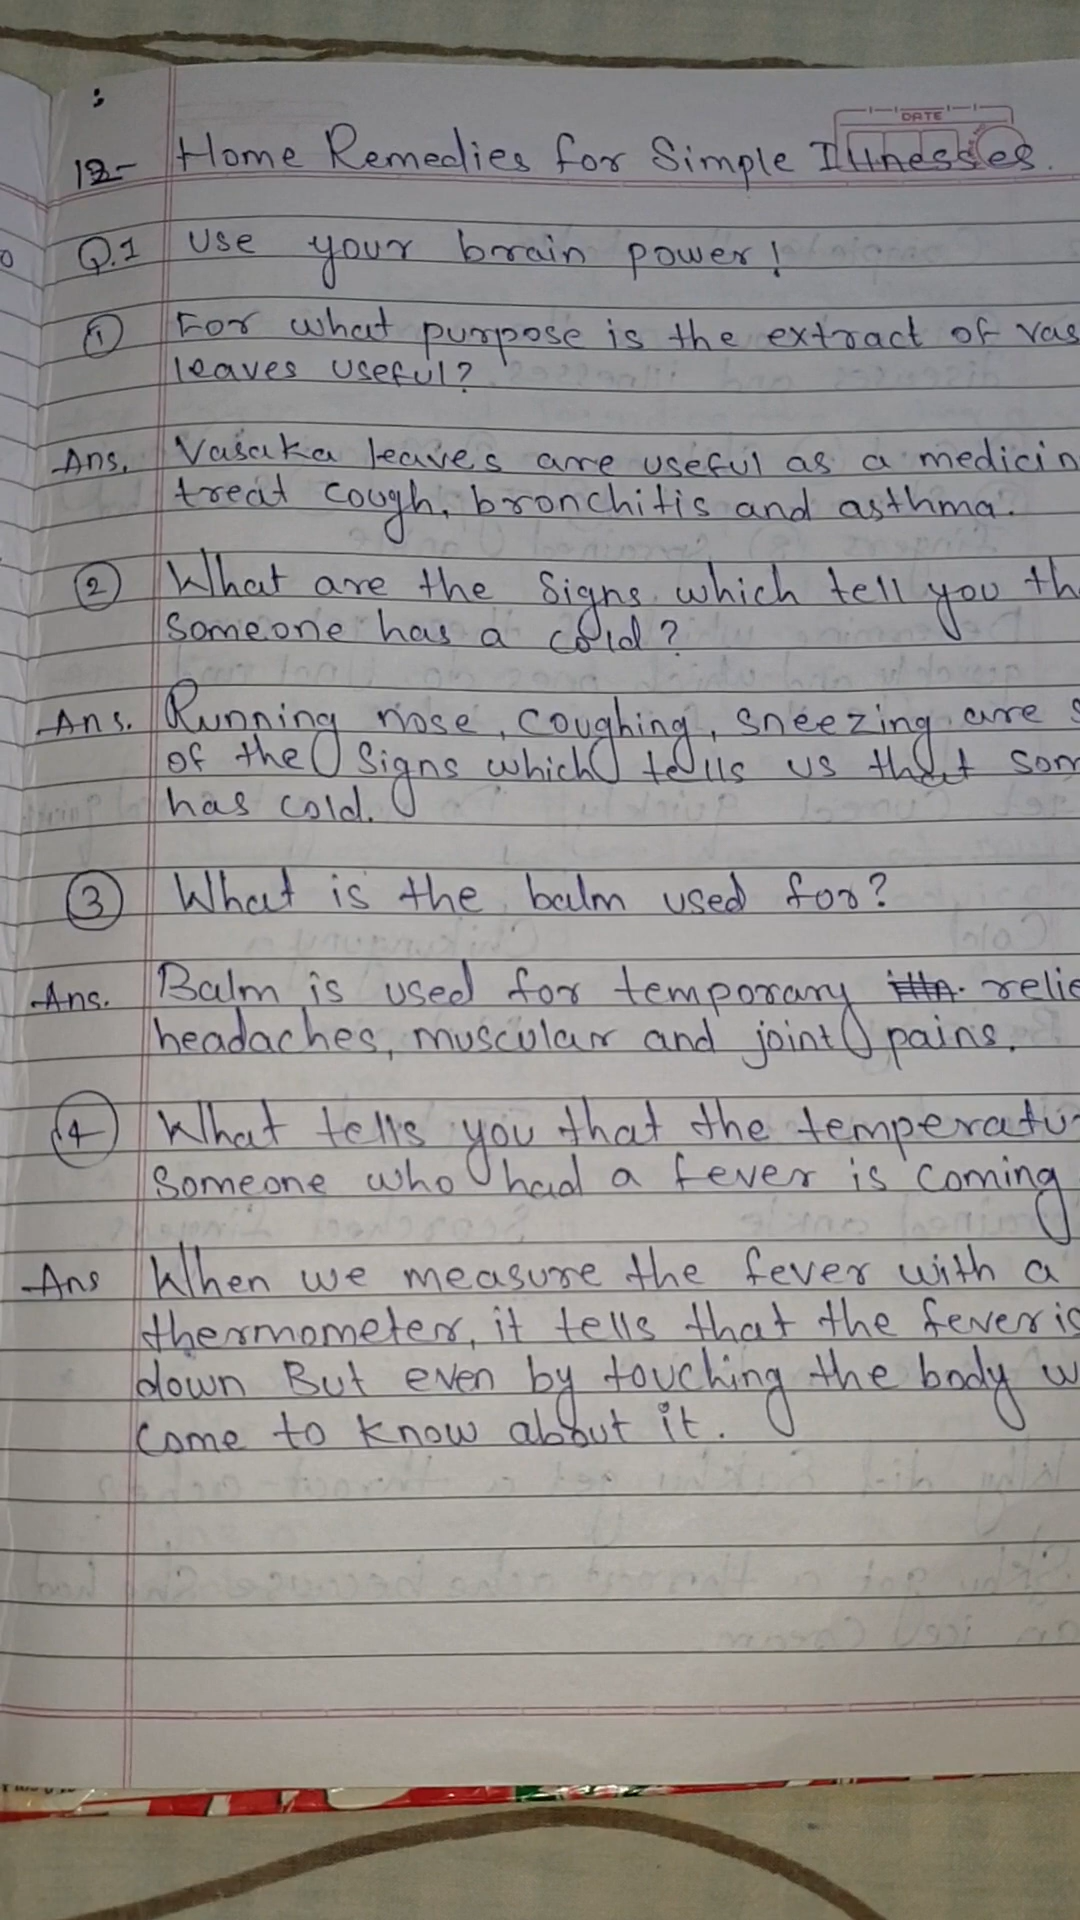 DATE
12- Home Remedies for Simple Illnesses.
Q.1 Use your brain power!
① For what purpose is the extract of vas
leaves useful?
Ans. Vasaka leaves are useful as a medicin
treat cough, bronchitis and asthma.
② What are the signs which tell you th
someone has a cold?
Ans. Running nose, coughing, sneezing are s
of the signs which tells us that som
has cold.
③ What is the balm used for?
Ans. Balm is used for temporary relie
headaches, muscular and joint pains.
④ What tells you that the temperatu
someone who had a fever is coming
Ans When we measure the fever with a
thermometer, it tells that the fever is
down But even by touching the body w
come to know about it.